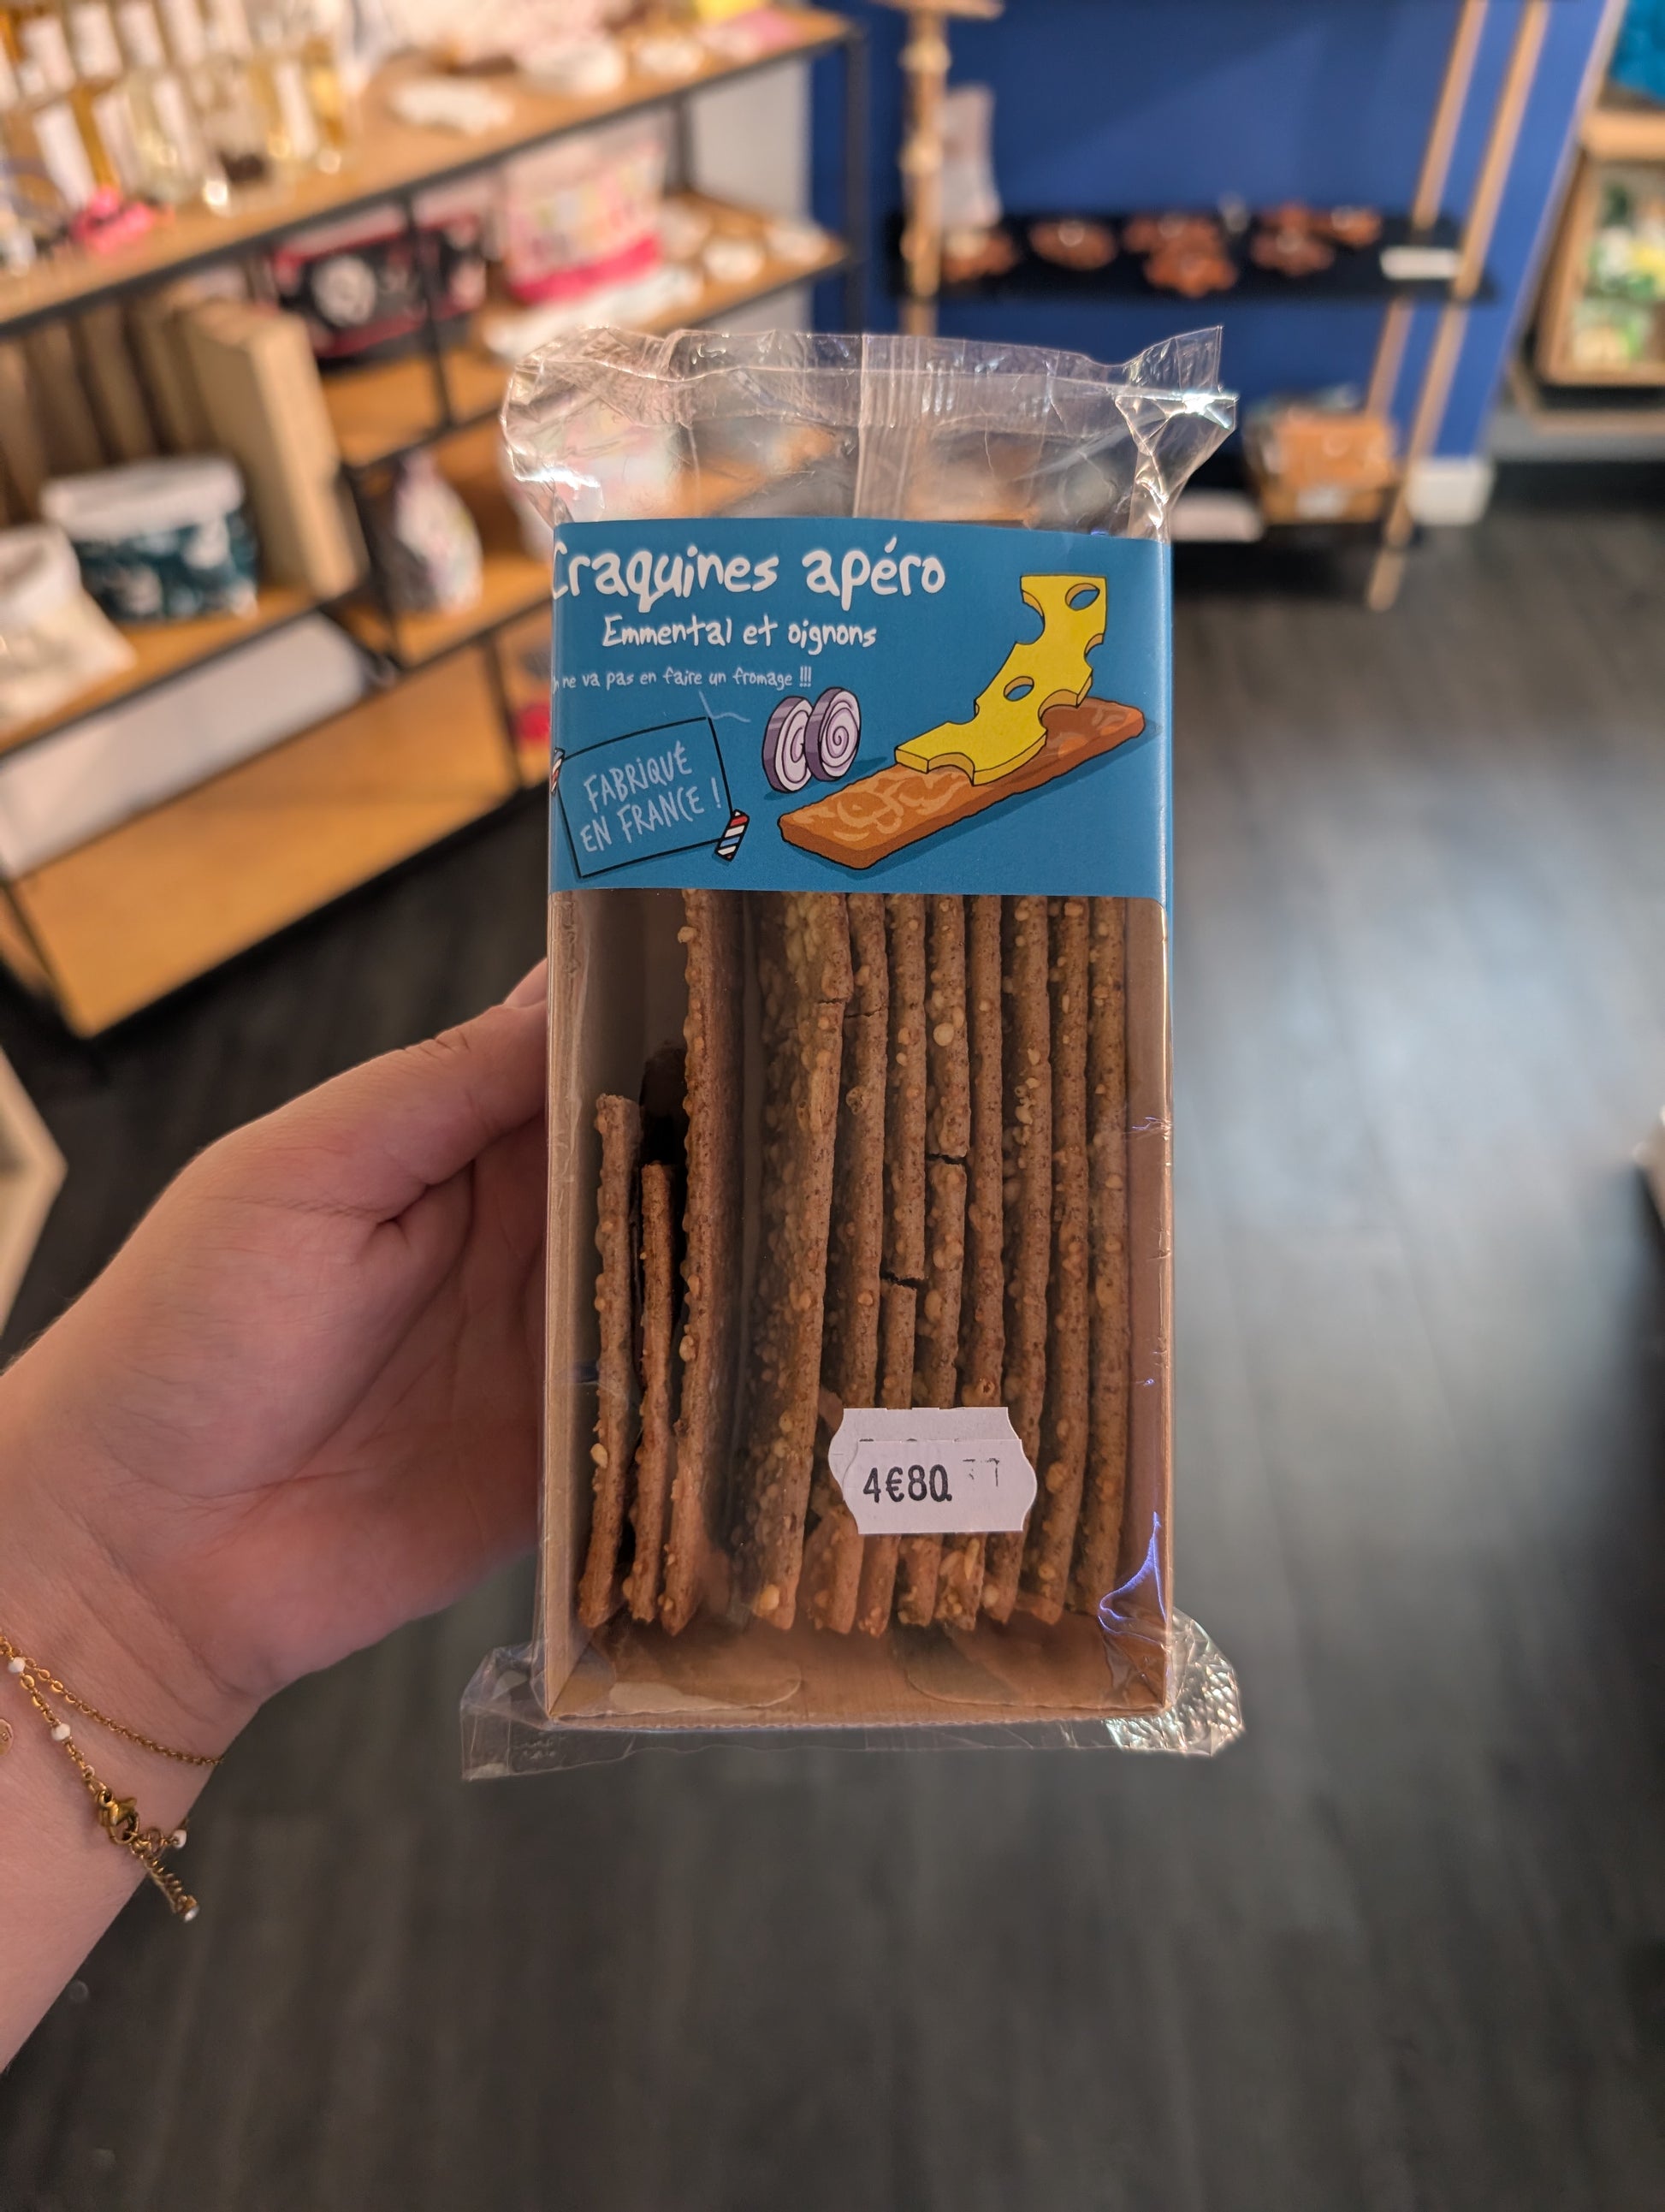 Craquines apéro
Emmental et oignons
ne va pas en faire un fromage !!!
FABRIQUÉ
EN FRANCE !
4€80